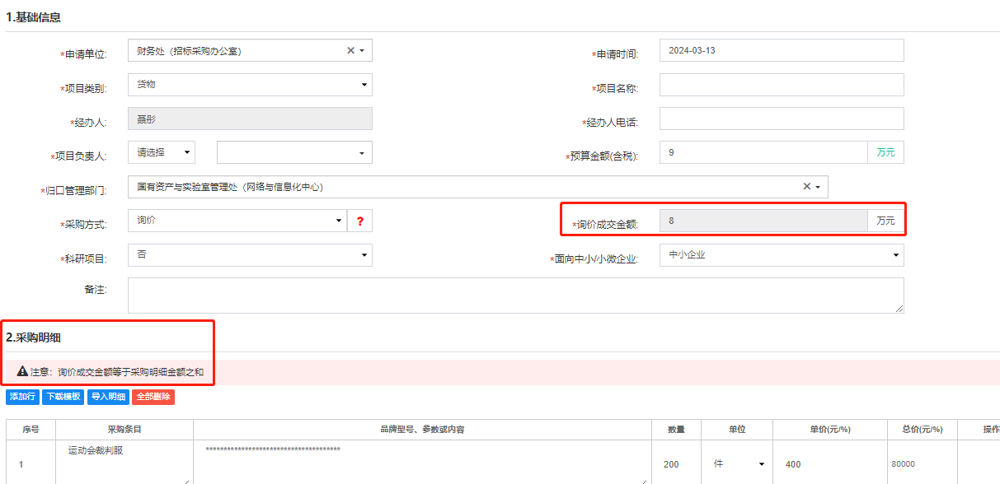 1.基础信息
*申请单位: 财务处（招标采购办公室） *申请时间: 2024-03-13
*项目类别: 货物 *项目名称:
*经办人: 聂彤 *经办人电话:
*项目负责人: 请选择 *预算金额(含税): 9 万元
*归口管理部门: 国有资产与实验室管理处（网络与信息化中心）
*采购方式: 询价 ? *询价成交金额: 8 万元
*科研项目: 否 *面向中小/小微企业: 中小企业
备注:
2.采购明细
注意：询价成交金额等于采购明细金额之和
添加行 下载模板 导入明细 全部删除
序号 采购条目 品牌型号、参数或内容 数量 单位 单价(元/%) 总价(元/%) 操作
1 运动会裁判服 ************************************** 200 件 400 80000